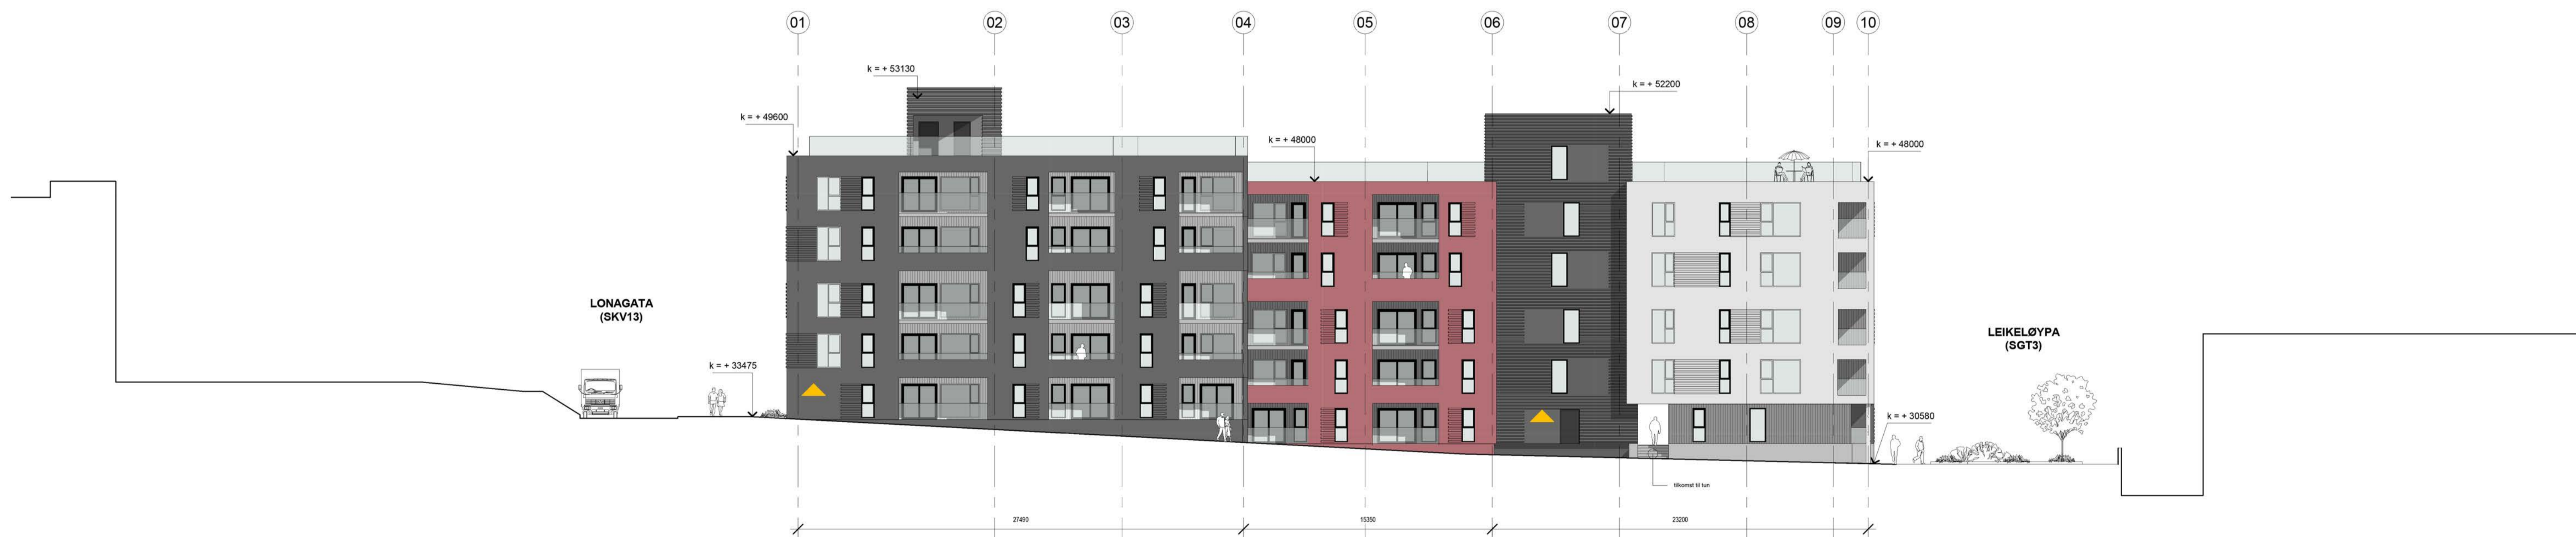 01
02
03
04
05
06
07
08
09
10
k = + 53130
k = + 52200
k = + 49600
k = + 48000
k = + 48000
LONAGATA
(SKV13)
LEIKELØYPA
(SGT3)
k = + 33475
k = + 30580
tilkomst til tun
27490
15350
23200